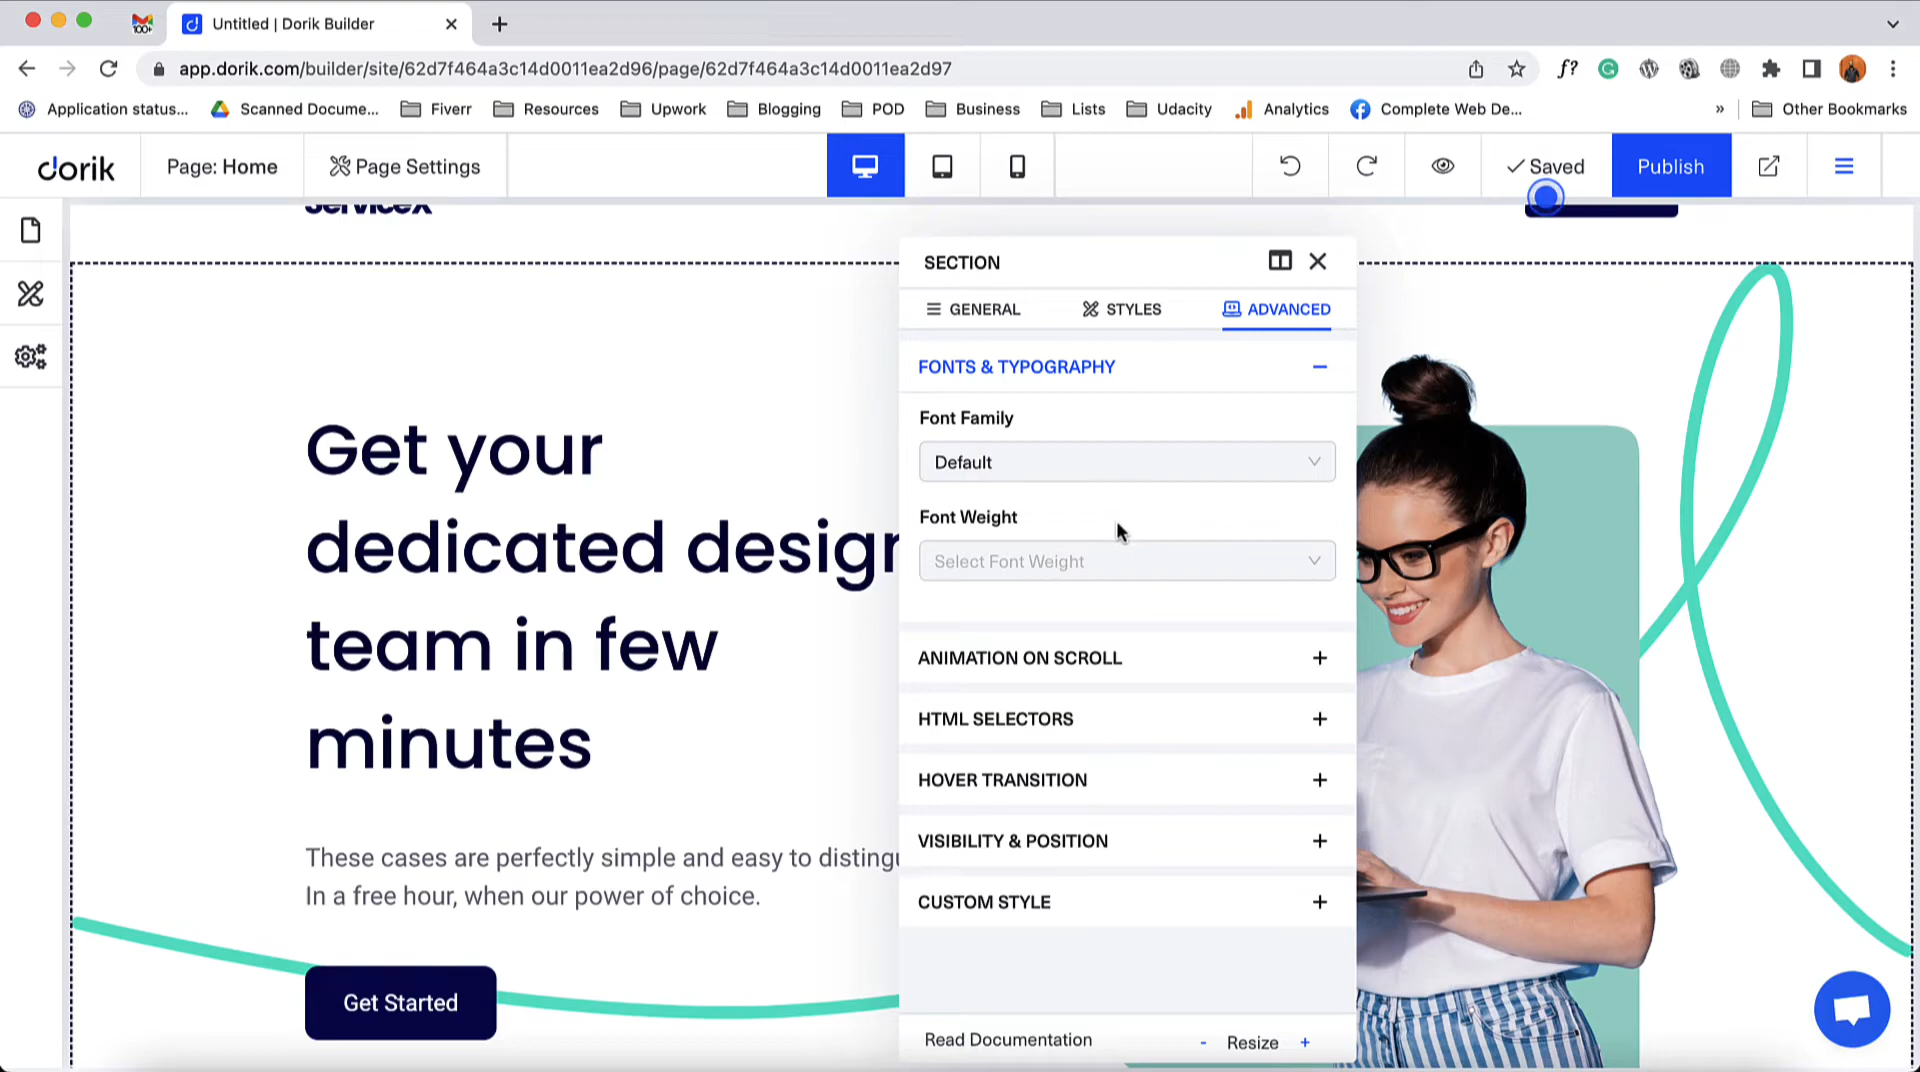 100+
Untitled | Dorik Builder
app.dorik.com/builder/site/62d7f464a3c14d0011ea2d96/page/62d7f464a3c14d0011ea2d97
f?
Application status...
Scanned Docume...
Fiverr
Resources
Upwork
Blogging
POD
Business
Lists
Udacity
Analytics
Complete Web De...
»
Other Bookmarks
dorik
Page: Home
Page Settings
Saved
Publish
ServiceX
SECTION
GENERAL
STYLES
ADVANCED
FONTS & TYPOGRAPHY
Font Family
Default
Font Weight
Select Font Weight
ANIMATION ON SCROLL
HTML SELECTORS
HOVER TRANSITION
VISIBILITY & POSITION
CUSTOM STYLE
Read Documentation
- Resize +
Get your
dedicated design
team in few
minutes
These cases are perfectly simple and easy to distingu
In a free hour, when our power of choice.
Get Started